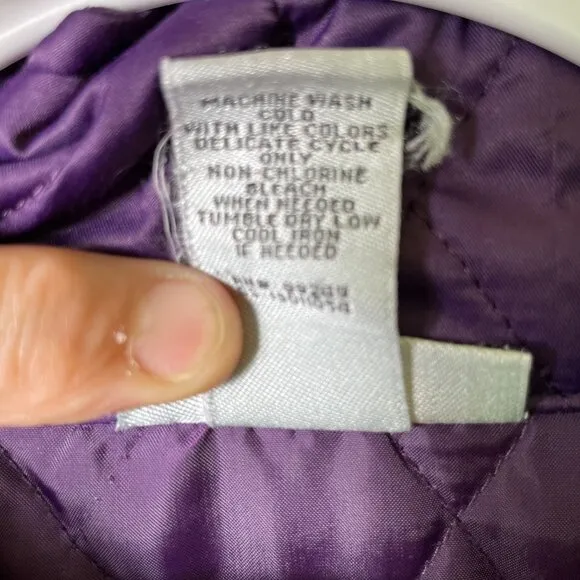 MACHINE WASH
COLD
WITH LIKE COLORS
DELICATE CYCLE
ONLY
NON-CHLORINE
BLEACH
WHEN NEEDED
TUMBLE DRY LOW
COOL IRON
IF NEEDED